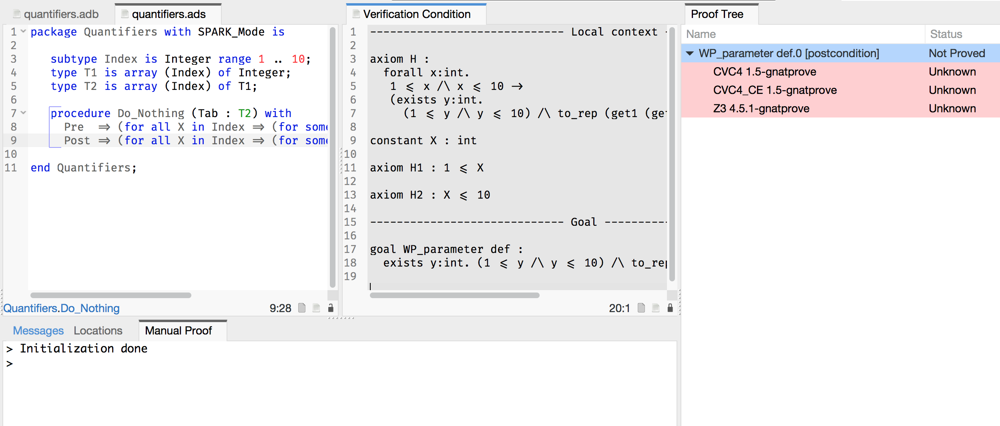 quantifiers.adb quantifiers.ads
1 package Quantifiers with SPARK_Mode is
2
3 subtype Index is Integer range 1 .. 10;
4 type T1 is array (Index) of Integer;
5 type T2 is array (Index) of T1;
6
7 procedure Do_Nothing (Tab : T2) with
8 Pre ⇒ (for all X in Index ⇒ (for some
9 Post ⇒ (for all X in Index ⇒ (for some
10
11 end Quantifiers;
Quantifiers.Do_Nothing 9:28
Verification Condition
1 ----------------------------- Local context -
2
3 axiom H :
4 forall x:int.
5 1 ⩽ x /\ x ⩽ 10 →
6 (exists y:int.
7 (1 ⩽ y /\ y ⩽ 10) /\ to_rep (get1 (get
8
9 constant X : int
10
11 axiom H1 : 1 ⩽ X
12
13 axiom H2 : X ⩽ 10
14
15 ----------------------------- Goal ----------
16
17 goal WP_parameter def :
18 exists y:int. (1 ⩽ y /\ y ⩽ 10) /\ to_rep
19
20:1
Proof Tree
Name Status
WP_parameter def.0 [postcondition] Not Proved
CVC4 1.5-gnatprove Unknown
CVC4_CE 1.5-gnatprove Unknown
Z3 4.5.1-gnatprove Unknown
Messages Locations Manual Proof
> Initialization done
>